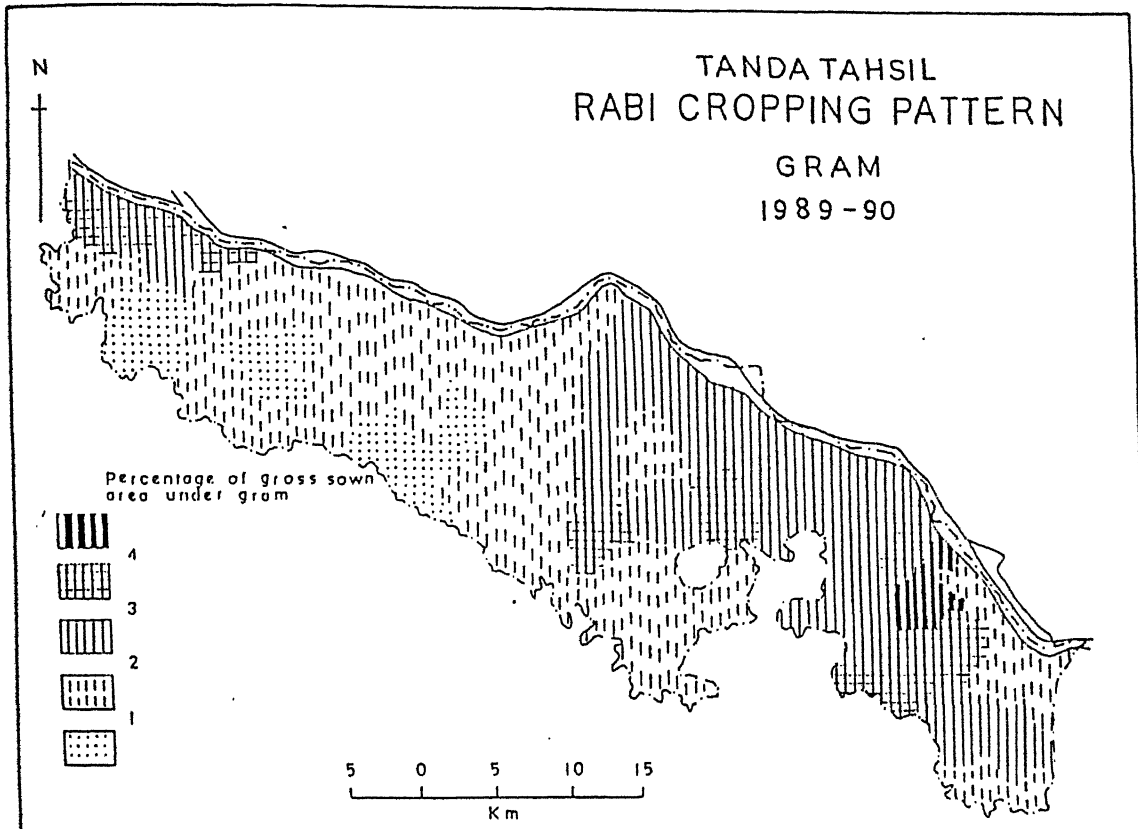 N
TANDA TAHSIL
RABI CROPPING PATTERN
GRAM
1989-90
Percentage of gross sown
area under gram
4
3
2
1
5 0 5 10 15
Km